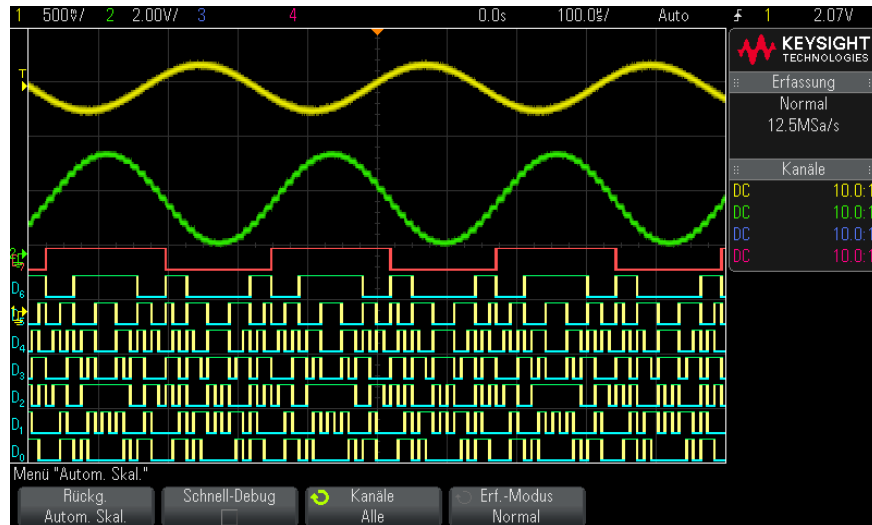 1 500㎷/ 2 2.00V/ 3 4 0.0s 100.0㎲/ Auto 1 2.07V
KEYSIGHT
TECHNOLOGIES
Erfassung
Normal
12.5MSa/s
Kanäle
DC 10.0:1
DC 10.0:1
DC 10.0:1
DC 10.0:1
T
D6
D4
D3
D2
D1
D0
Menü "Autom. Skal."
Rückg.
Autom. Skal.
Schnell-Debug
Kanäle
Alle
Erf.-Modus
Normal